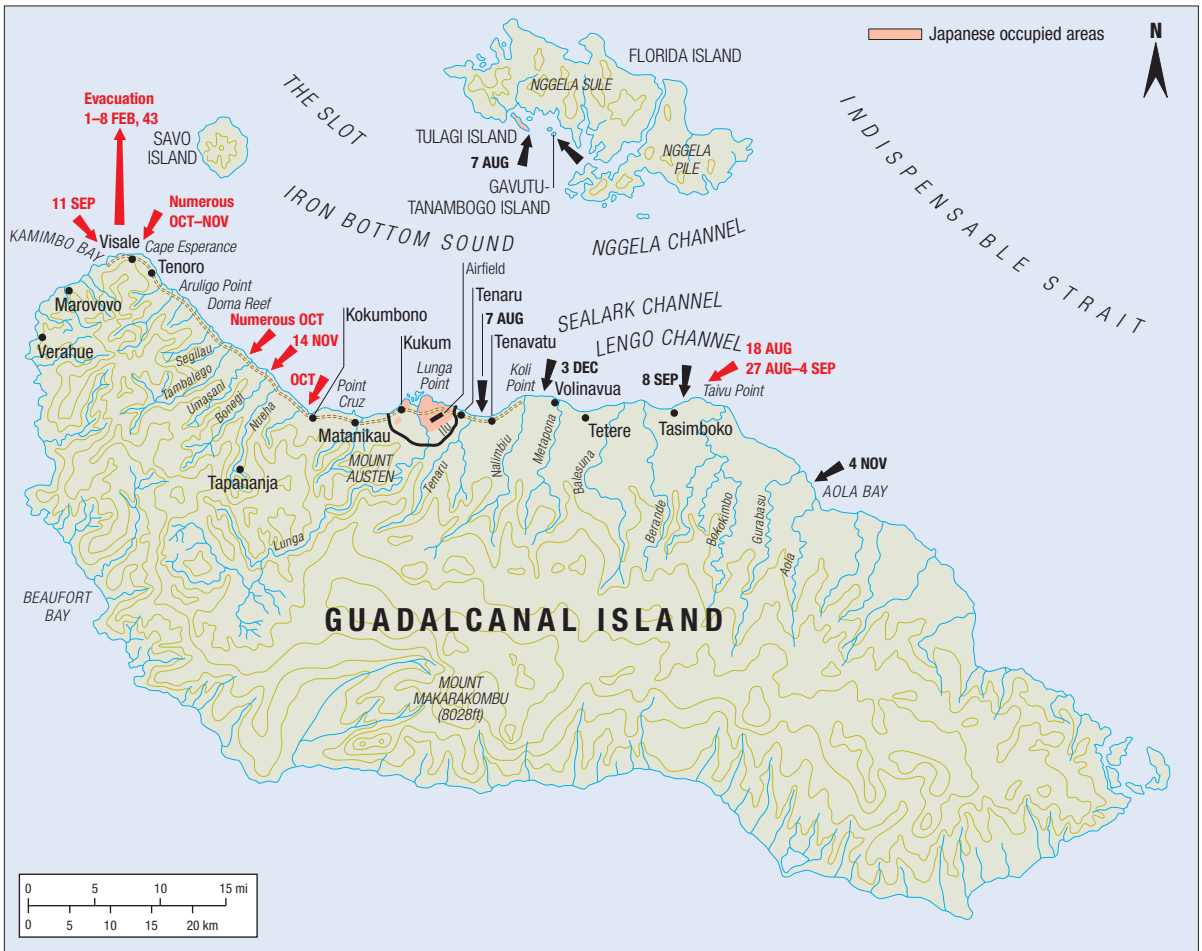 Japanese occupied areas
N
FLORIDA ISLAND
NGGELA SULE
THE SLOT
INDISPENSABLE STRAIT
Evacuation
1–8 FEB, 43
SAVO
ISLAND
TULAGI ISLAND
7 AUG
NGGELA
PILE
GAVUTU-
TANAMBOGO ISLAND
11 SEP
Numerous
OCT–NOV
IRON BOTTOM SOUND
NGGELA CHANNEL
KAMIMBO BAY
Visale
Cape Esperance
Tenoro
Airfield
Aruligo Point
Doma Reef
Marovovo
Verahue
Tenaru
7 AUG
Tenavatu
SEALARK CHANNEL
LENGO CHANNEL
Numerous OCT
14 NOV
OCT
Kokumbono
Kukum
Lunga
Point
Koli
Point
3 DEC
Volinavua
8 SEP
18 AUG
27 AUG–4 SEP
Taivu Point
Segilau
Tambalego
Umasani
Bonegi
Nueha
Point
Cruz
Matanikau
Ilu
Tetere
Tasimboko
MOUNT
AUSTEN
Tenaru
Nalimbiu
Metapona
Balesuna
Tapananja
4 NOV
AOLA BAY
Berande
Bokokimbo
Gurabasu
Aola
Lunga
BEAUFORT
BAY
GUADALCANAL ISLAND
MOUNT
MAKARAKOMBU
(8028ft)
0 5 10 15 mi
0 5 10 15 20 km